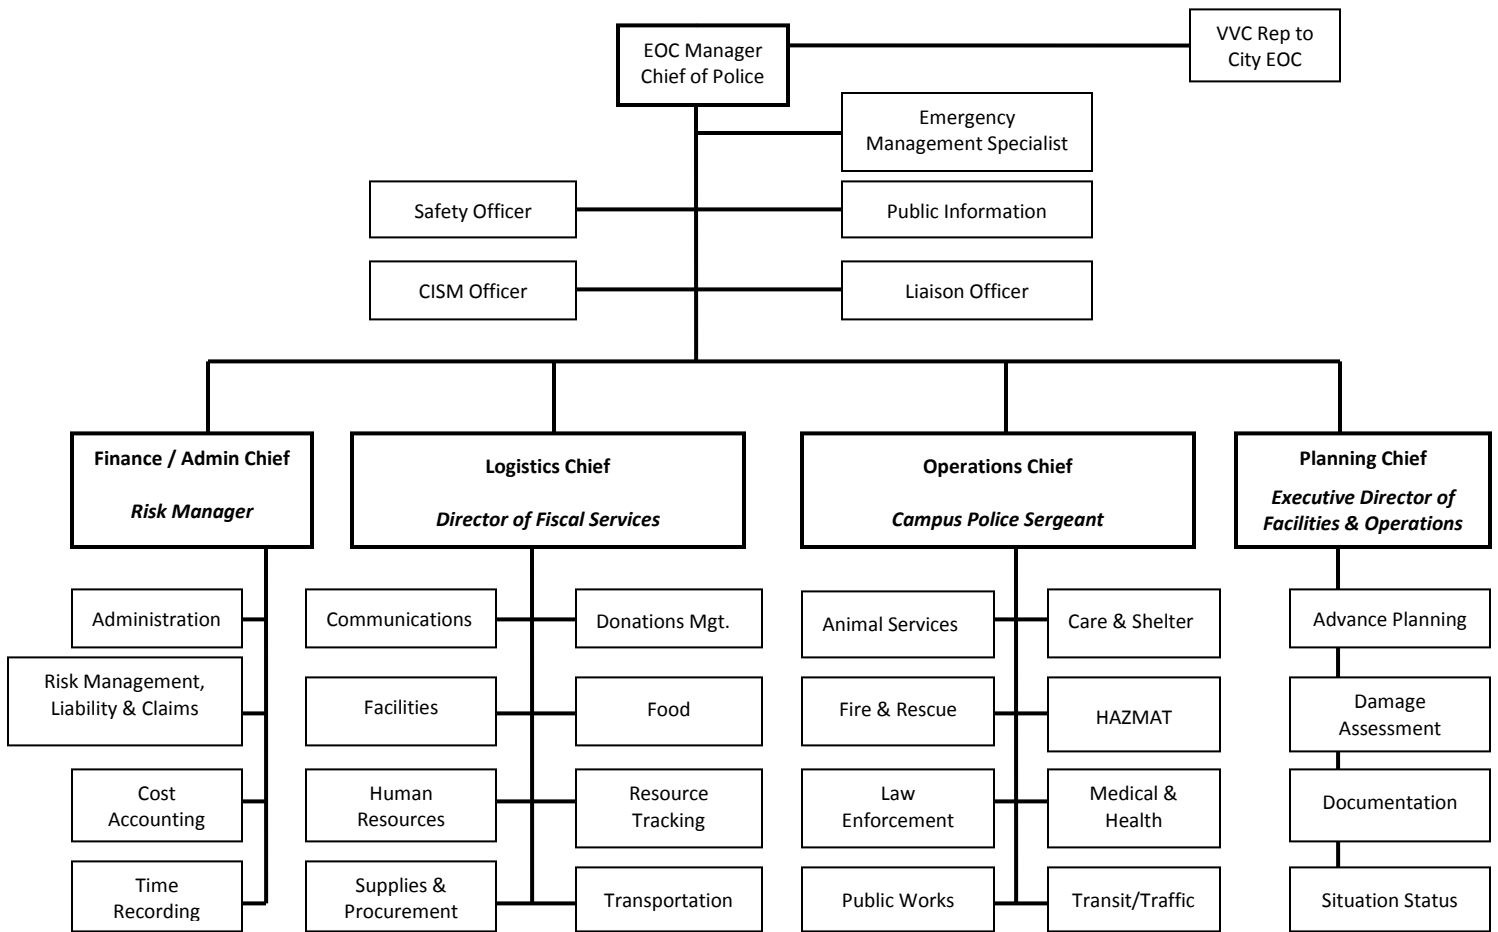 EOC Manager
Chief of Police
VVC Rep to
City EOC
Emergency
Management Specialist
Safety Officer
Public Information
CISM Officer
Liaison Officer
Finance / Admin Chief
Risk Manager
Logistics Chief
Director of Fiscal Services
Operations Chief
Campus Police Sergeant
Planning Chief
Executive Director of
Facilities & Operations
Administration
Risk Management,
Liability & Claims
Cost
Accounting
Time
Recording
Communications
Donations Mgt.
Facilities
Food
Human
Resources
Resource
Tracking
Supplies &
Procurement
Transportation
Animal Services
Care & Shelter
Fire & Rescue
HAZMAT
Law
Enforcement
Medical &
Health
Public Works
Transit/Traffic
Advance Planning
Damage
Assessment
Documentation
Situation Status